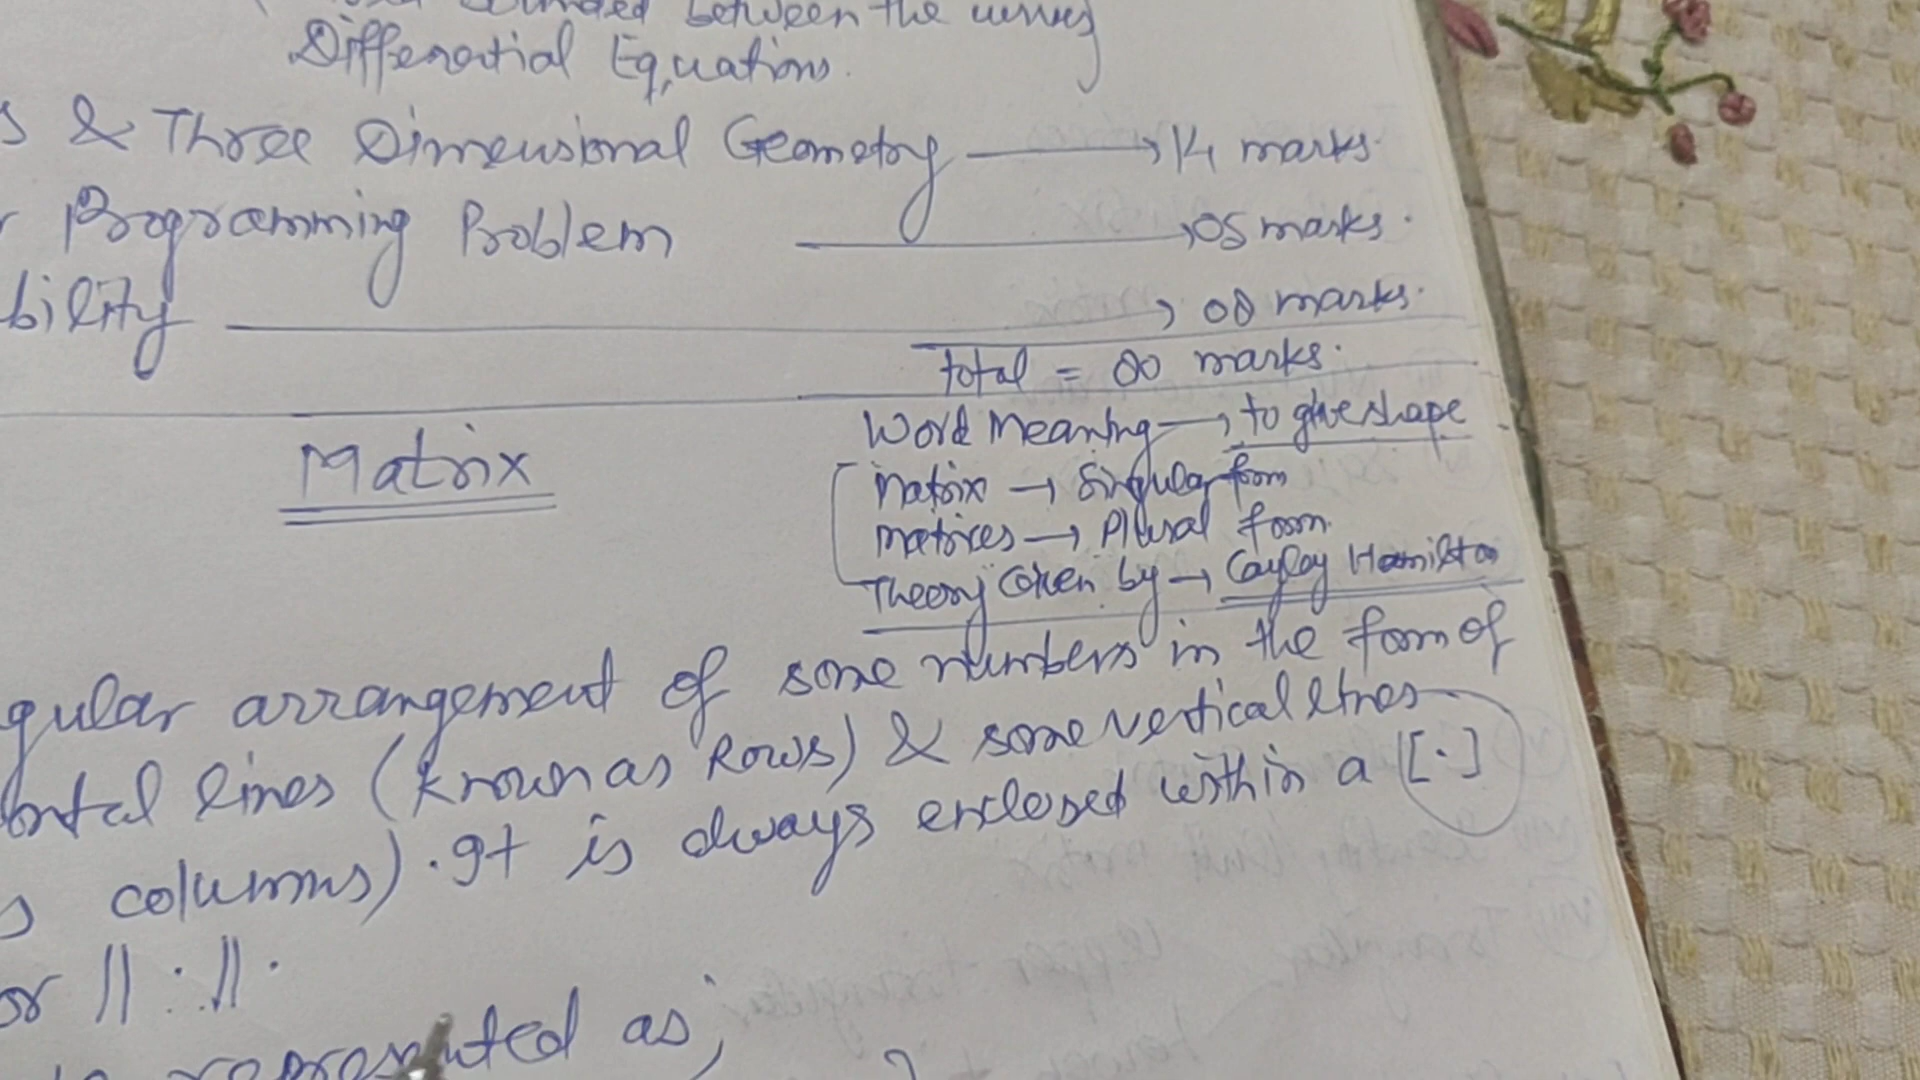 bounded between the curves
Differential Equations.
s & Three Dimensional Geometry → 14 marks.
r Programming Problem → 05 marks.
bility → 08 marks.
total = 80 marks.
Matrix
Word Meaning → to give shape
Matrix → Singular form
matrices → Plural form.
Theory Given by → Cayley Hamilton
gular arrangement of some numbers in the form of
ontal lines (known as Rows) & some vertical lines
s columns). It is always enclosed within a [·]
or ||·||.
represented as,